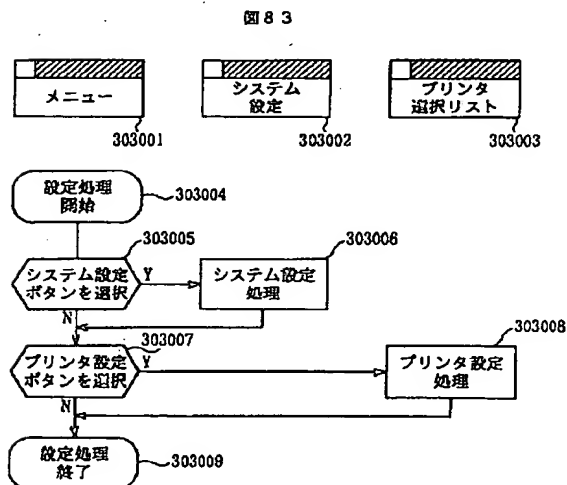 図83
メニュー
システム
設定
プリンタ
選択リスト
303001
303002
303003
設定処理
開始
303004
303005
システム設定
ボタンを選択
Y
303006
システム設定
処理
N
303007
プリンタ設定
ボタンを選択
Y
303008
プリンタ設定
処理
N
設定処理
終了
303009